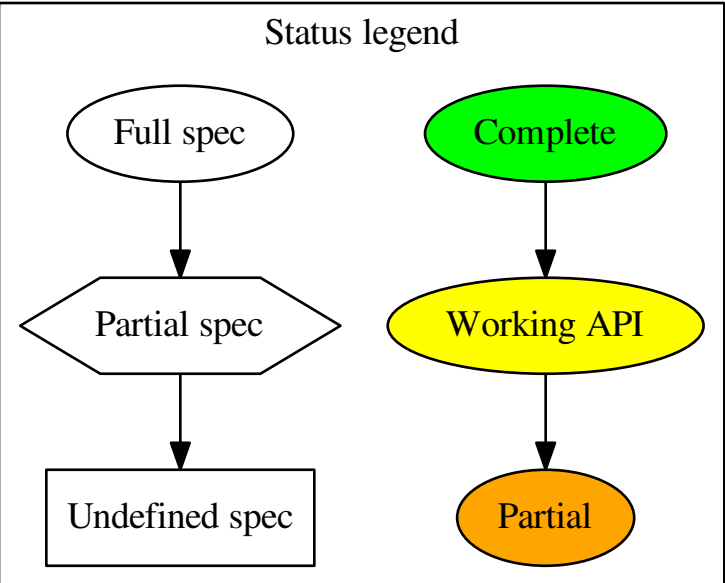 Status legend
Full spec
Complete
Partial spec
Working API
Undefined spec
Partial